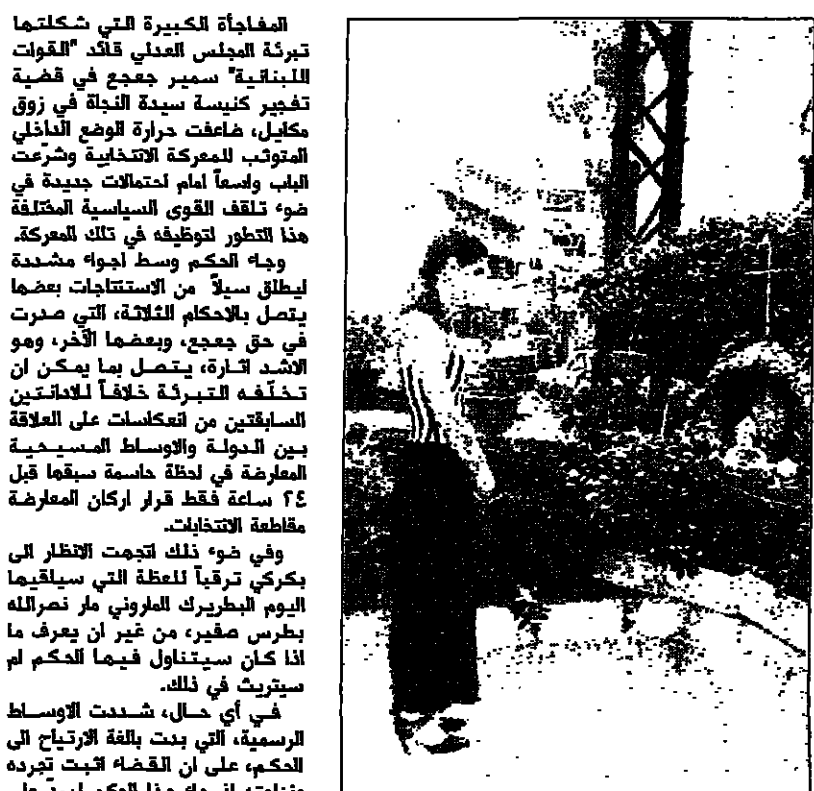 المفاجأة الكبيرة التي شكلتها
تبرئة المجلس العدلي قائد "القوات
اللبنانية" سمير جعجع في قضية
تفجير كنيسة سيدة النجاة في زوق
مكايل، ضاعفت حرارة الوضع الداخلي
المتوثب للمعركة الانتخابية وشرّعت
الباب واسعاً امام احتمالات جديدة في
ضوء تلقف القوى السياسية المختلفة
هذا التطور لتوظيفه في تلك المعركة.
وجاء الحكم وسط اجواء مشددة
ليطلق سيلاً من الاستنتاجات بعضها
يتصل بالاحكام الثلاثة، التي صدرت
في حق جعجع، وبعضها الآخر، وهو
الاشد اثارة، يتصل بما يمكن ان
تخلّفه التبرئة خلافاً للادانتين
السابقتين من انعكاسات على العلاقة
بين الدولة والاوساط المسيحية
المعارضة في لحظة حاسمة سبقها قبل
٢٤ ساعة فقط قرار اركان المعارضة
مقاطعة الانتخابات.
وفي ضوء ذلك اتجهت الانظار الى
بكركي ترقباً للعظة التي سيلقيها
اليوم البطريرك الماروني مار نصرالله
بطرس صفير، من غير ان يعرف ما
اذا كان سيتناول فيها الحكم ام
سيتريث في ذلك.
في أي حال، شددت الاوساط
الرسمية، التي بدت بالغة الارتياح الى
الحكم، على ان القضاء اثبت تجرده